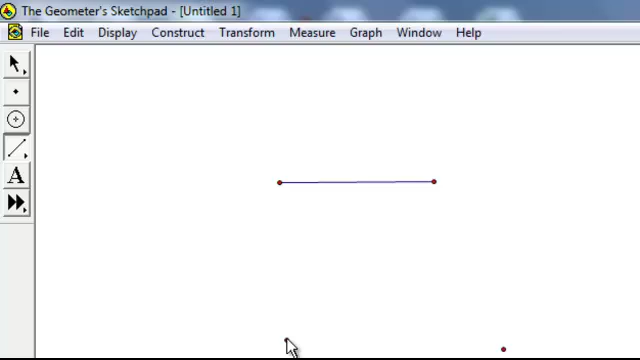 The Geometer's Sketchpad - [Untitled 1]
File Edit Display Construct Transform Measure Graph Window Help
A